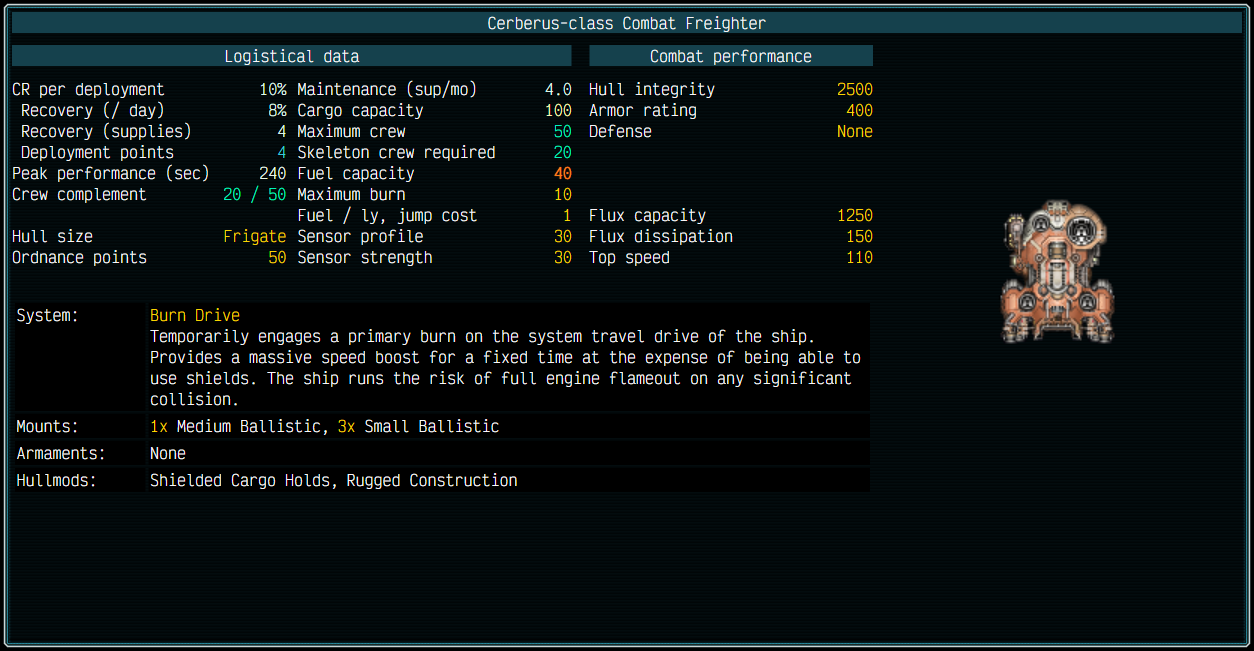 Cerberus-class Combat Freighter
Logistical data
Combat performance
CR per deployment 10% Maintenance (sup/mo) 4.0 Hull integrity 2500
Recovery (/ day) 8% Cargo capacity 100 Armor rating 400
Recovery (supplies) 4 Maximum crew 50 Defense None
Deployment points 4 Skeleton crew required 20
Peak performance (sec) 240 Fuel capacity 40
Crew complement 20 / 50 Maximum burn 10
Fuel / ly, jump cost 1 Flux capacity 1250
Hull size Frigate Sensor profile 30 Flux dissipation 150
Ordnance points 50 Sensor strength 30 Top speed 110
System: Burn Drive
Temporarily engages a primary burn on the system travel drive of the ship.
Provides a massive speed boost for a fixed time at the expense of being able to
use shields. The ship runs the risk of full engine flameout on any significant
collision.
Mounts: 1x Medium Ballistic, 3x Small Ballistic
Armaments: None
Hullmods: Shielded Cargo Holds, Rugged Construction